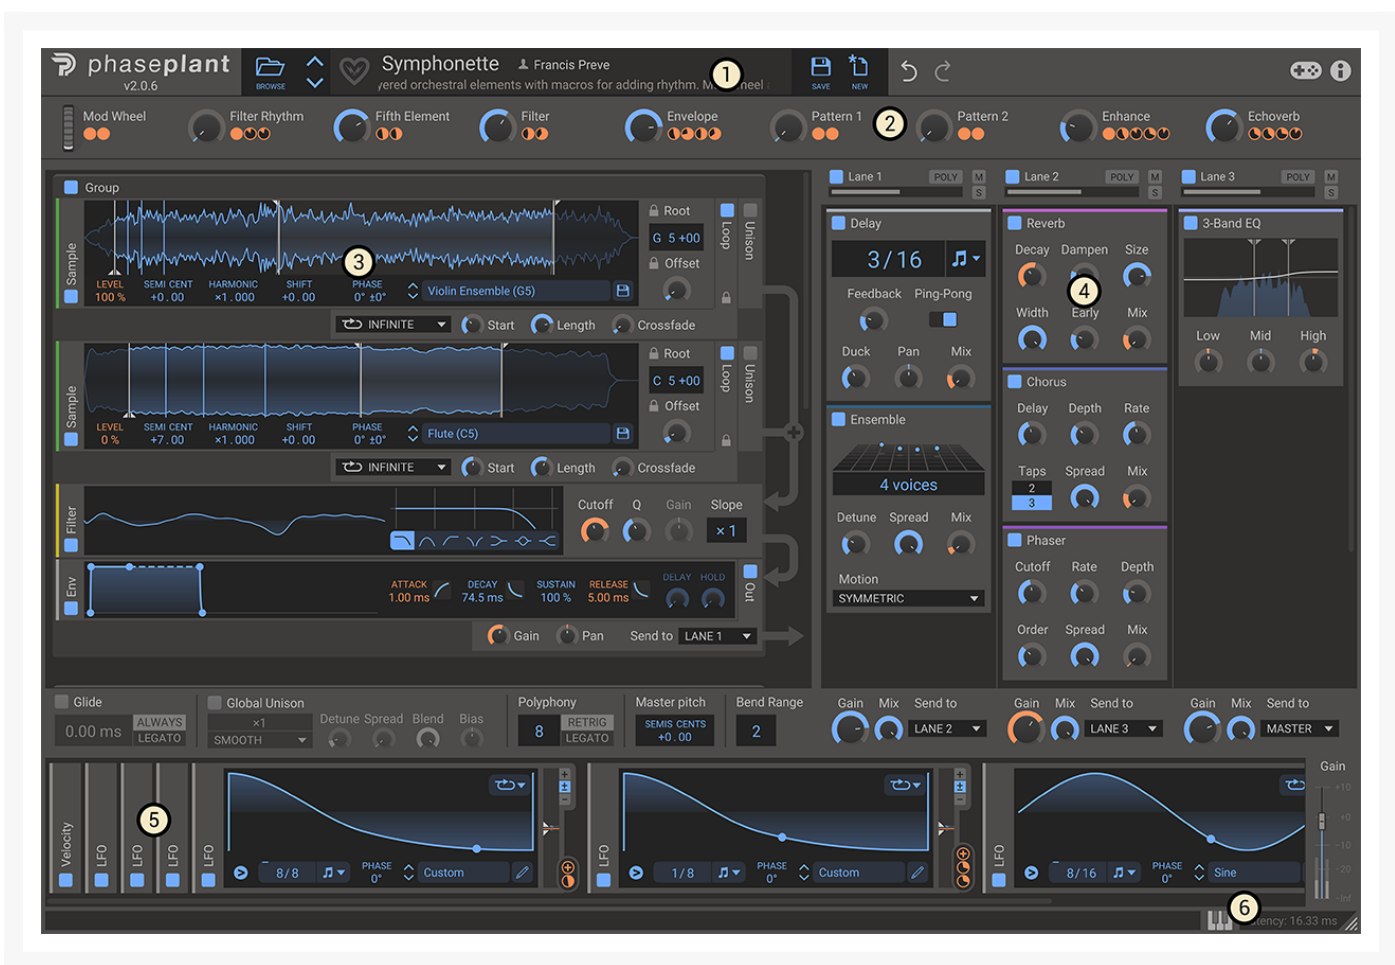 phaseplant
v2.0.6
BROWSE
Symphonette
Francis Preve
yered orchestral elements with macros for adding rhythm.
SAVE
NEW
1
Mod Wheel
Filter Rhythm
Fifth Element
Filter
Envelope
Pattern 1
2
Pattern 2
Enhance
Echoverb
Group
Sample
3
LEVEL SEMI CENT HARMONIC SHIFT PHASE
100 % +0.00 ×1.000 +0.00 0° ±0°
Violin Ensemble (G5)
Root
G 5 +00
Offset
Loop
Unison
INFINITE
Start
Length
Crossfade
Sample
LEVEL SEMI CENT HARMONIC SHIFT PHASE
0 % +7.00 ×1.000 +0.00 0° ±0°
Flute (C5)
Root
C 5 +00
Offset
Loop
Unison
INFINITE
Start
Length
Crossfade
Filter
Cutoff Q Gain Slope
×1
Env
ATTACK DECAY SUSTAIN RELEASE DELAY HOLD
1.00 ms 74.5 ms 100 % 5.00 ms
Out
Gain
Pan
Send to LANE 1
Lane 1 POLY M
S
Delay
3/16
Feedback Ping-Pong
Duck Pan Mix
Ensemble
4 voices
Detune Spread Mix
Motion
SYMMETRIC
Lane 2 POLY M
S
Reverb
Decay Dampen Size
4
Width Early Mix
Chorus
Delay Depth Rate
Taps Spread Mix
2
3
Phaser
Cutoff Rate Depth
Order Spread Mix
Lane 3 POLY M
S
3-Band EQ
Low Mid High
Glide
0.00 ms
ALWAYS
LEGATO
Global Unison
×1
SMOOTH
Detune Spread Blend Bias
Polyphony
8
RETRIG
LEGATO
Master pitch
SEMIS CENTS
+0.00
Bend Range
2
Gain Mix Send to
LANE 2
Gain Mix Send to
LANE 3
Gain Mix Send to
MASTER
Velocity
LFO
LFO
5
LFO
LFO
8/8
PHASE
0°
Custom
LFO
1/8
PHASE
0°
Custom
LFO
8/16
PHASE
0°
Sine
Gain
+10
+0
-10
-20
-Inf
6
16.33 ms